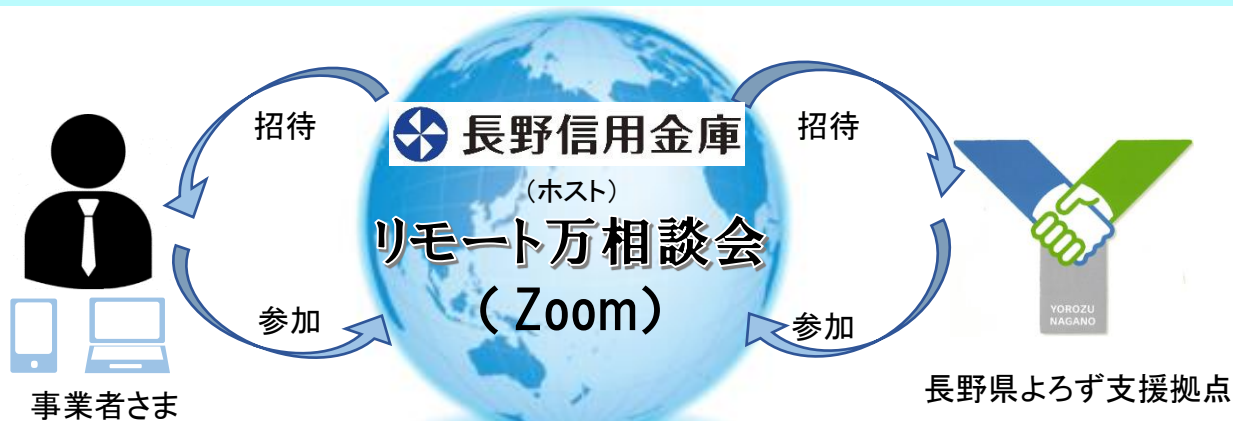 招待
長野信用金庫
招待
（ホスト）
リモート万相談会
（Zoom）
参加
参加
YOROZU
NAGANO
事業者さま
長野県よろず支援拠点